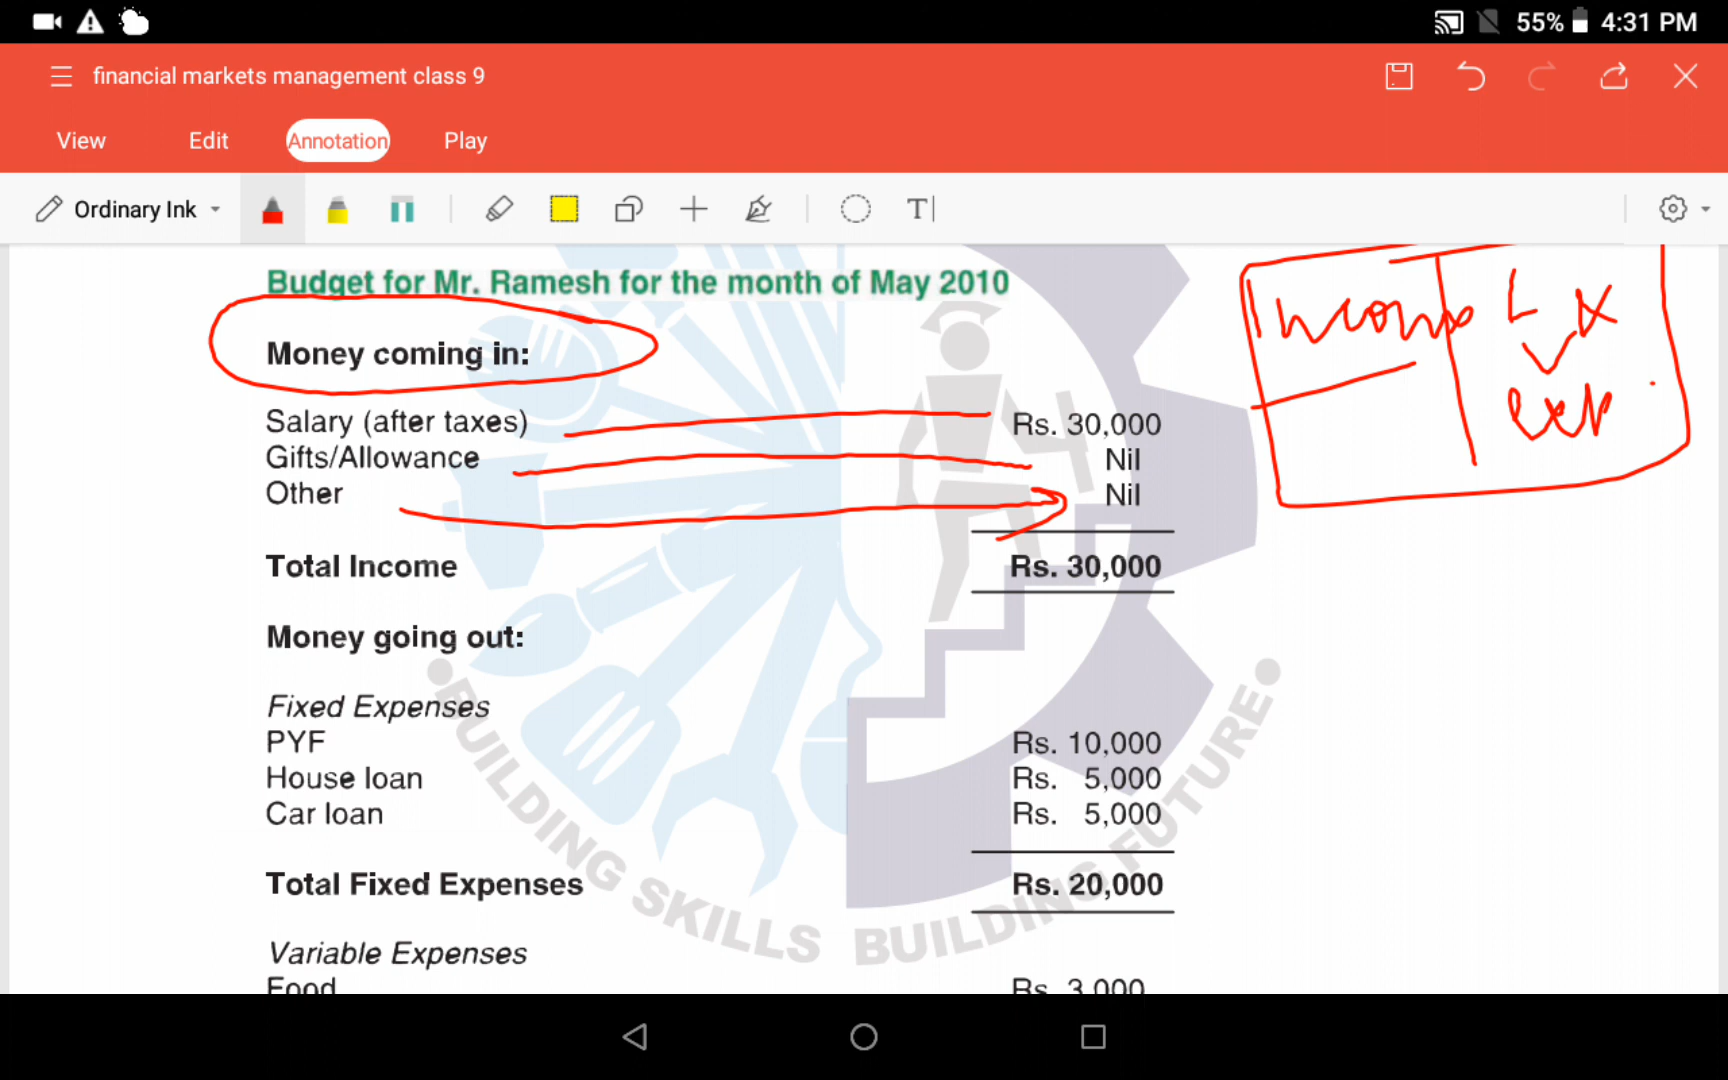 55% 4:31 PM
financial markets management class 9
View Edit Annotation Play
Ordinary Ink T|
Budget for Mr. Ramesh for the month of May 2010
Money coming in:
Income
Ex
exp
Salary (after taxes) Rs. 30,000
Gifts/Allowance Nil
Other Nil
Total Income Rs. 30,000
Money going out:
Fixed Expenses
PYF Rs. 10,000
House loan Rs. 5,000
Car loan Rs. 5,000
Total Fixed Expenses Rs. 20,000
Variable Expenses
Food Rs. 3,000
•BUILDING SKILLS BUILDING FUTURE•